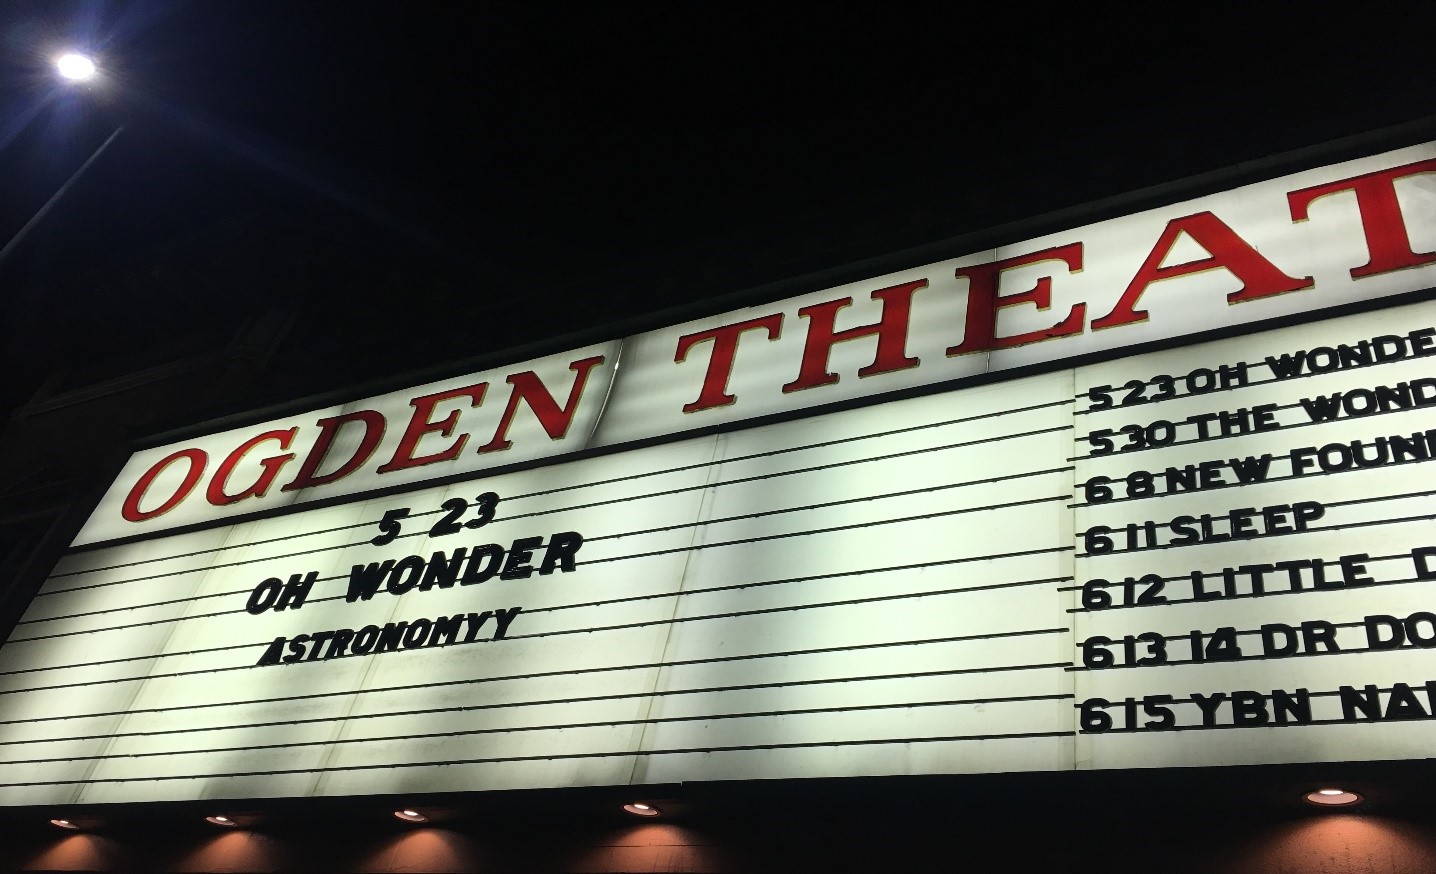 OGDEN THEAT
5 23
OH WONDER
ASTRONOMYY
5 23 OH WONDE
5 30 THE WOND
6 8 NEW FOUN
6 11 SLEEP
6 12 LITTLE D
6 13 14 DR DO
6 15 YBN NA